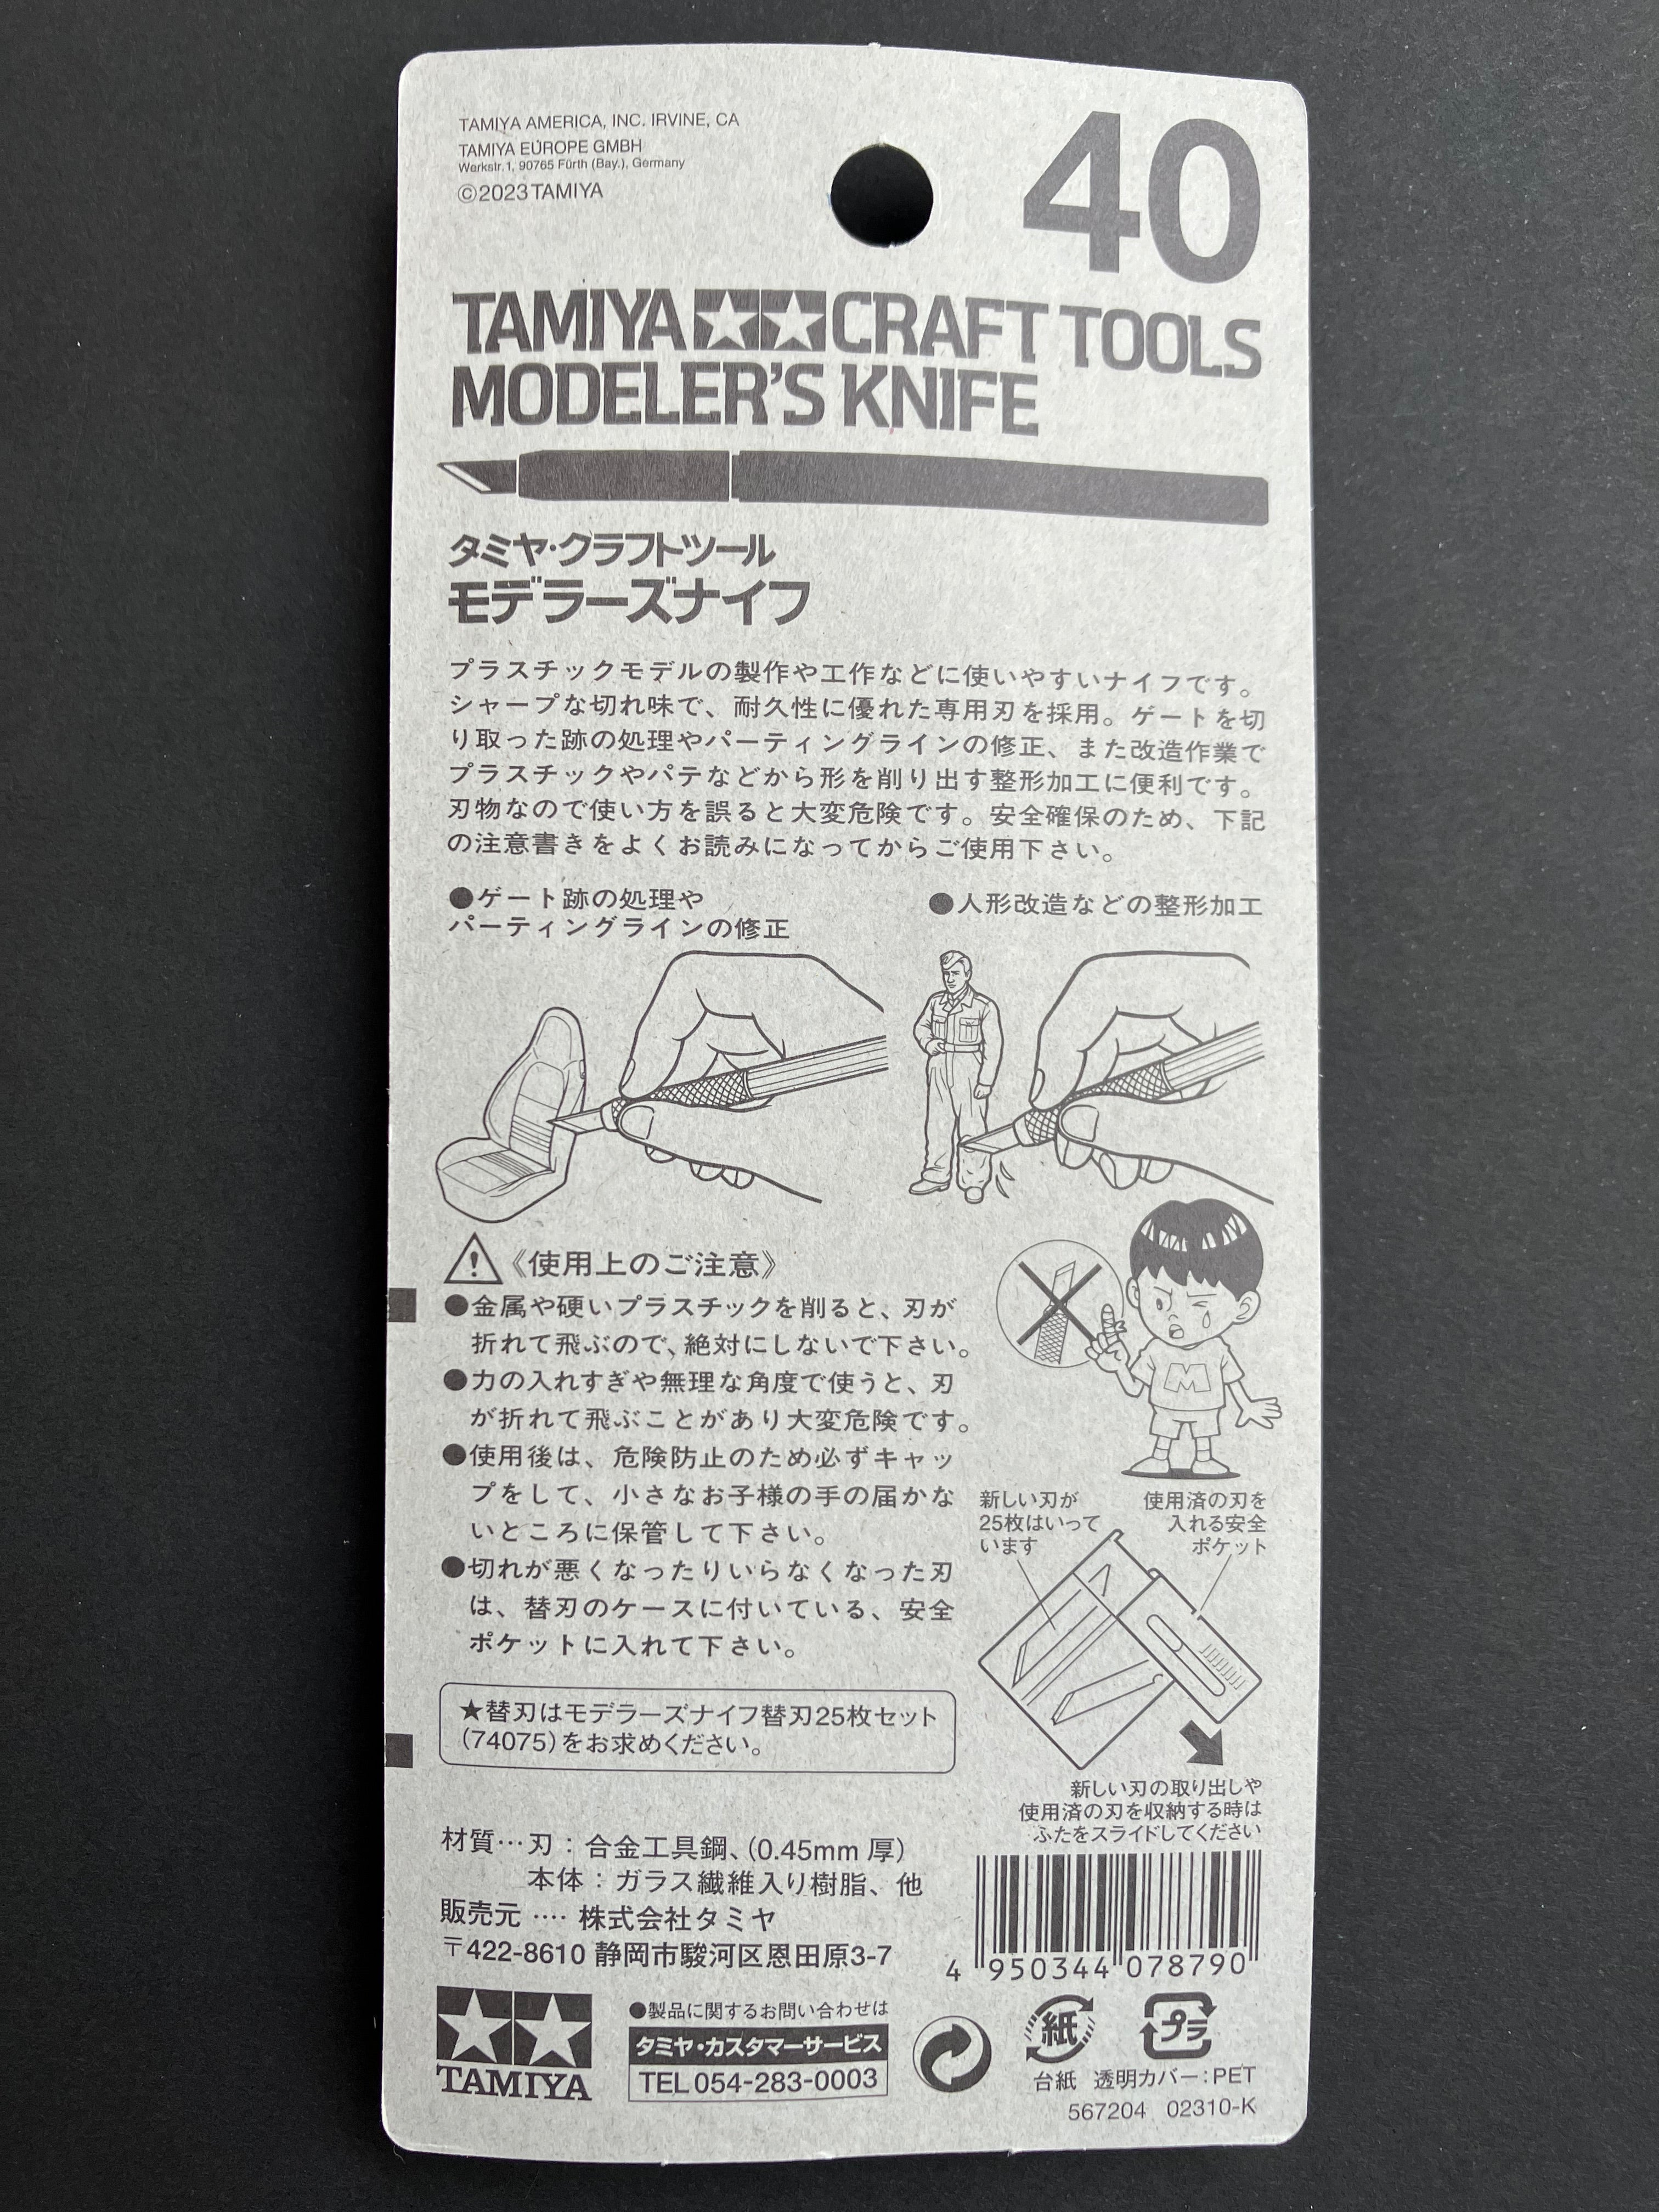 TAMIYA AMERICA, INC. IRVINE, CA
TAMIYA EUROPE GMBH
Werkstr.1, 90765 Fürth (Bay.), Germany
©2023 TAMIYA
40
TAMIYA CRAFT TOOLS
MODELER'S KNIFE
タミヤ・クラフトツール
モデラーズナイフ
プラスチックモデルの製作や工作などに使いやすいナイフです。
シャープな切れ味で、耐久性に優れた専用刃を採用。ゲートを切
り取った跡の処理やパーティングラインの修正、また改造作業で
プラスチックやパテなどから形を削り出す整形加工に便利です。
刃物なので使い方を誤ると大変危険です。安全確保のため、下記
の注意書きをよくお読みになってからご使用下さい。
●ゲート跡の処理や
パーティングラインの修正
●人形改造などの整形加工
《使用上のご注意》
●金属や硬いプラスチックを削ると、刃が
折れて飛ぶので、絶対にしないで下さい。
●力の入れすぎや無理な角度で使うと、刃
が折れて飛ぶことがあり大変危険です。
●使用後は、危険防止のため必ずキャッ
プをして、小さなお子様の手の届かな
いところに保管して下さい。
●切れが悪くなったりいらなくなった刃
は、替刃のケースに付いている、安全
ポケットに入れて下さい。
M
新しい刃が
25枚はいって
います
使用済の刃を
入れる安全
ポケット
新しい刃の取り出しや
使用済の刃を収納する時は
ふたをスライドしてください
★替刃はモデラーズナイフ替刃25枚セット
(74075)をお求めください。
材質…刃：合金工具鋼、(0.45mm 厚)
本体：ガラス繊維入り樹脂、他
販売元 …. 株式会社タミヤ
〒422-8610 静岡市駿河区恩田原3-7
4 950344 078790
TAMIYA
●製品に関するお問い合わせは
タミヤ・カスタマーサービス
TEL 054-283-0003
紙
プラ
台紙 透明カバー：PET
567204 02310-K